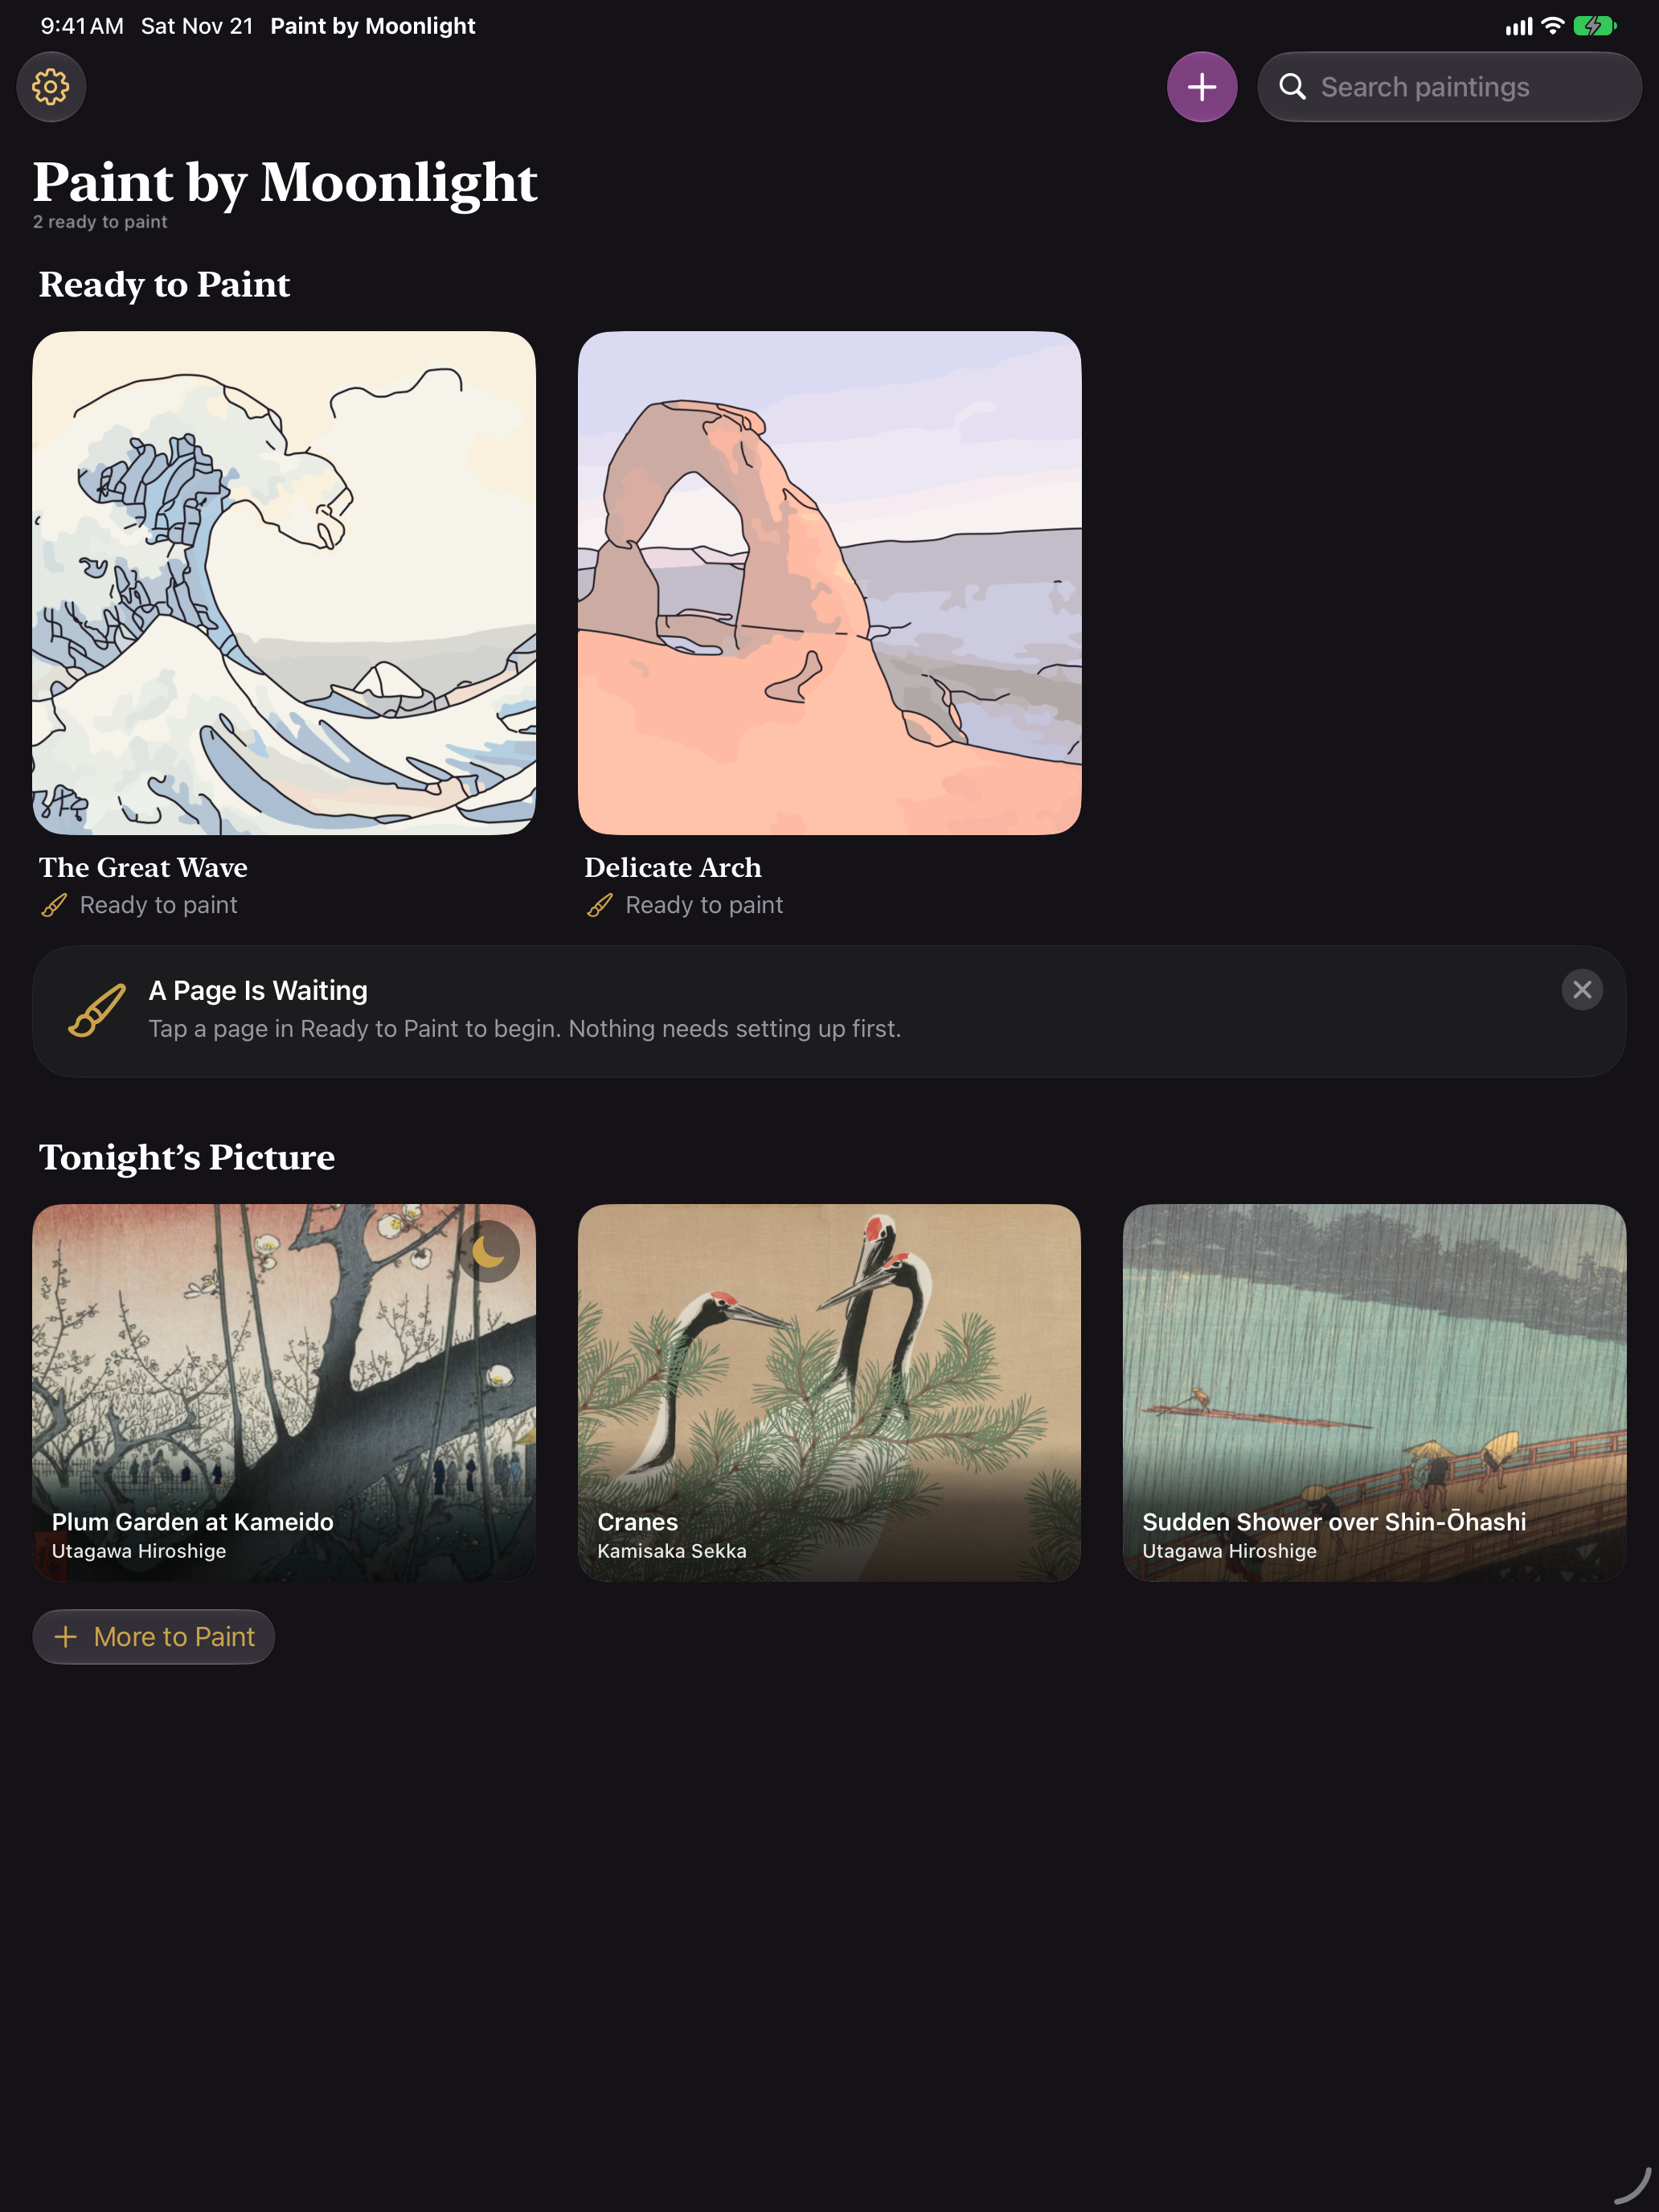 9:41 AM Sat Nov 21 Paint by Moonlight
Search paintings
Paint by Moonlight
2 ready to paint
Ready to Paint
The Great Wave
Ready to paint
Delicate Arch
Ready to paint
A Page Is Waiting
Tap a page in Ready to Paint to begin. Nothing needs setting up first.
Tonight’s Picture
Plum Garden at Kameido
Utagawa Hiroshige
Cranes
Kamisaka Sekka
Sudden Shower over Shin-Ōhashi
Utagawa Hiroshige
More to Paint